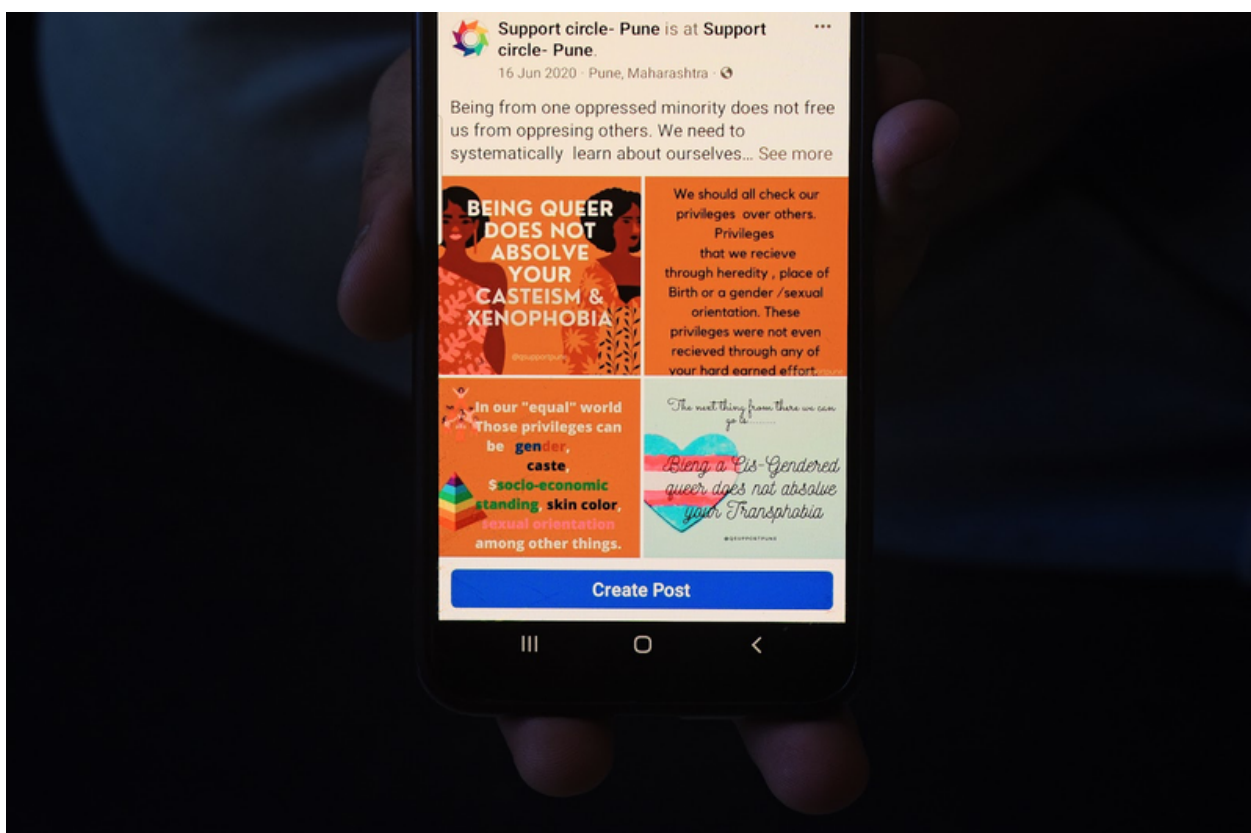 Support circle- Pune is at Support
circle- Pune.
16 Jun 2020 · Pune, Maharashtra ·
Being from one oppressed minority does not free
us from oppresing others. We need to
systematically learn about ourselves... See more
BEING QUEER
DOES NOT
ABSOLVE
YOUR
CASTEISM &
XENOPHOBIA
@qsupportpune
We should all check our
privileges over others.
Privileges
that we recieve
through heredity , place of
Birth or a gender /sexual
orientation. These
privileges were not even
recieved through any of
your hard earned effort.
In our "equal" world
Those privileges can
be gender,
caste,
$socio-economic
standing, skin color,
sexual orientation
among other things.
The next thing from there we can
go is
Bieng a Cis-Gendered
queer does not absolve
your Transphobia
@QSUPPORTPUNE
Create Post